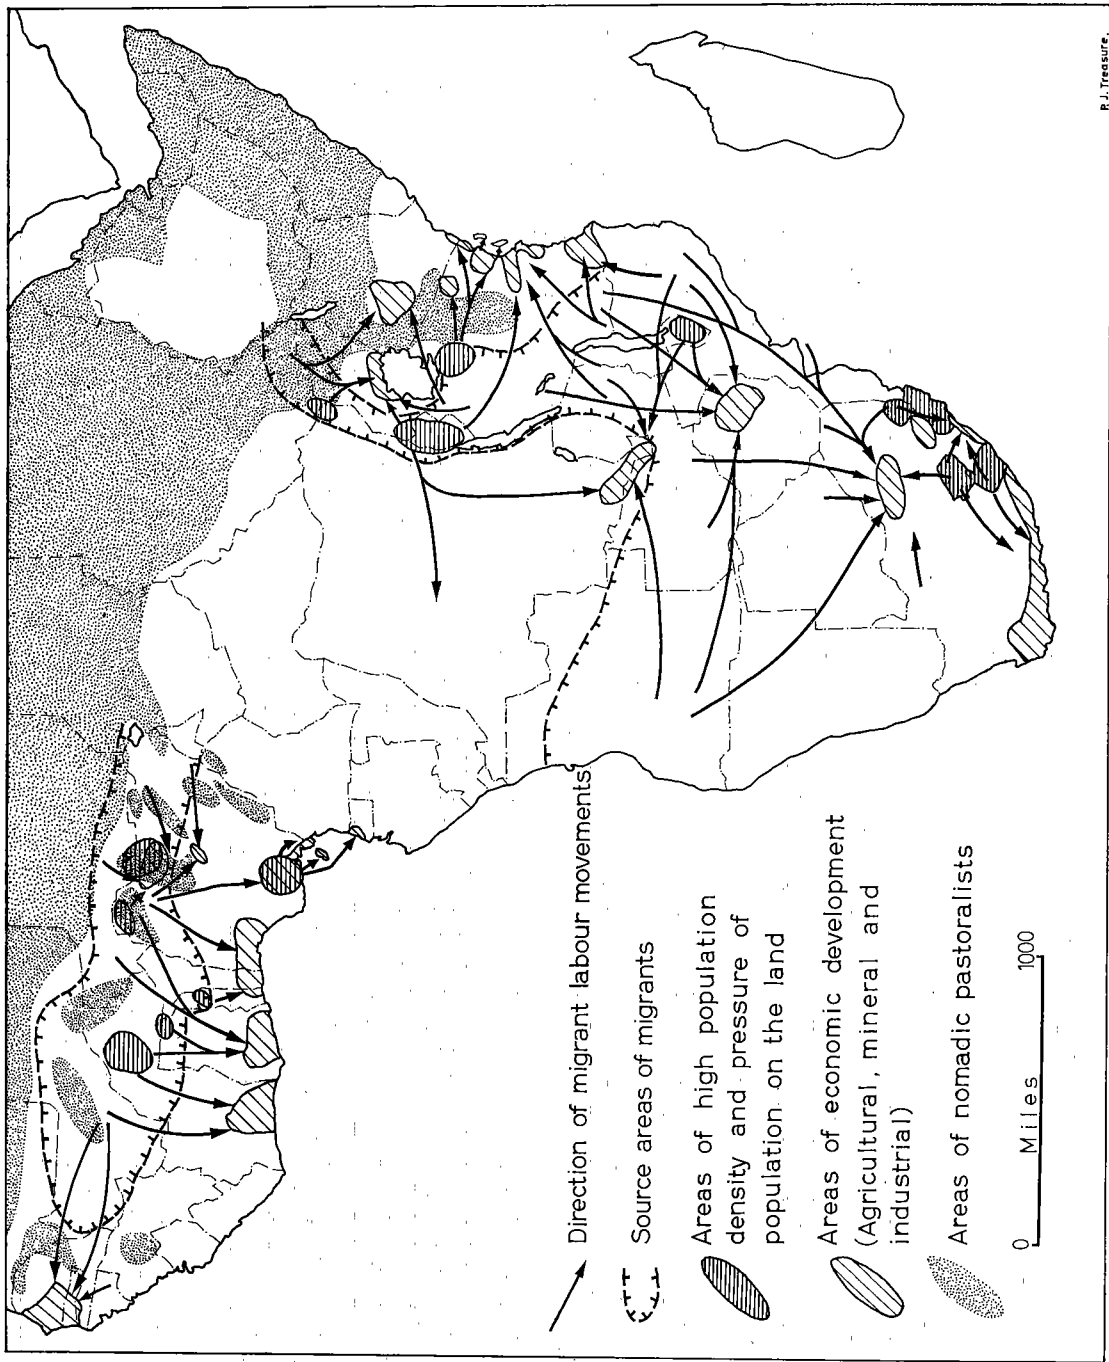 Direction of migrant labour movements
Source areas of migrants
Areas of high population
density and pressure of
population on the land
Areas of economic development
(Agricultural, mineral and
industrial)
Areas of nomadic pastoralists
0 1000
Miles
P.J. Treasure.